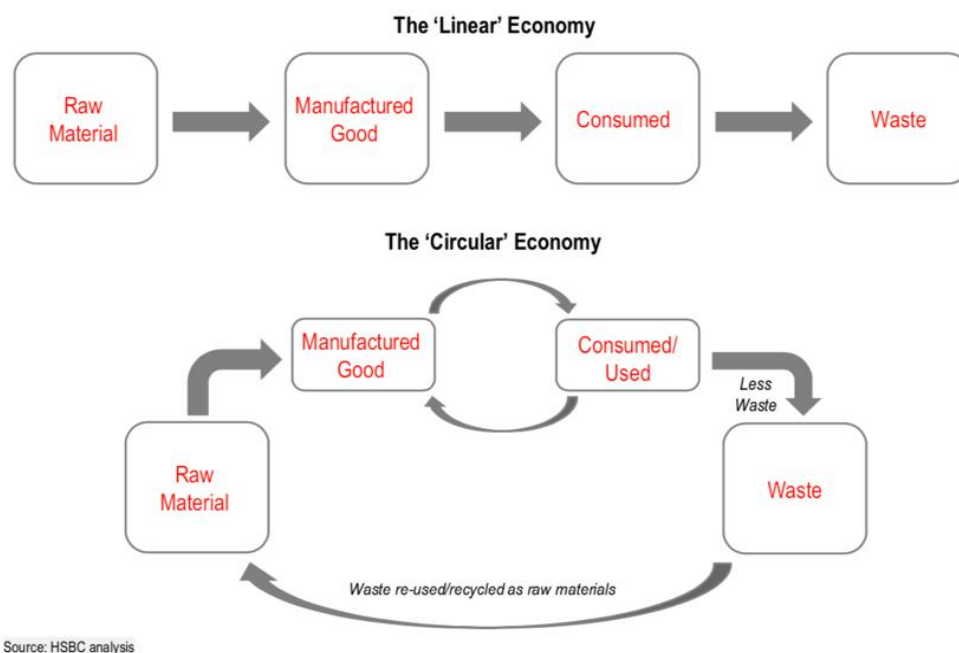 The ‘Linear’ Economy
Raw
Material
Manufactured
Good
Consumed
Waste
The ‘Circular’ Economy
Manufactured
Good
Consumed/
Used
Less
Waste
Raw
Material
Waste
Waste re-used/recycled as raw materials
Source: HSBC analysis